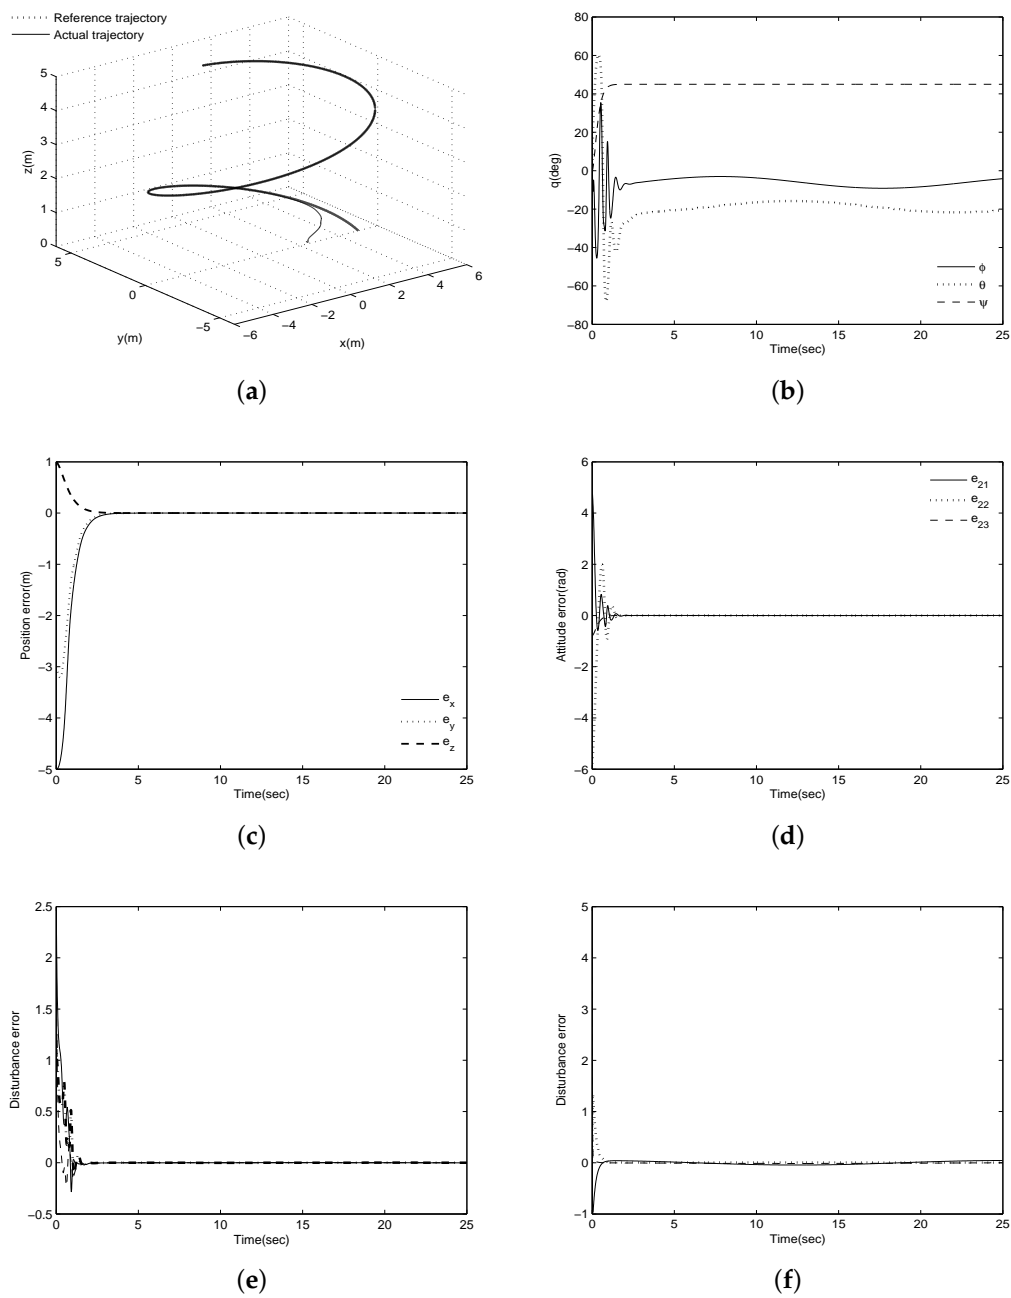 Reference trajectory
Actual trajectory
5
4
3
2
1
0
z(m)
5
0
−5
y(m)
−6
−4
−2
0
2
4
6
x(m)
(a)
80
60
40
20
0
−20
−40
−60
−80
q(deg)
ϕ
θ
ψ
0 5 10 15 20 25
Time(sec)
(b)
1
0
−1
−2
−3
−4
−5
Position error(m)
e_x
e_y
e_z
0 5 10 15 20 25
Time(sec)
(c)
6
4
2
0
−2
−4
−6
Attitude error(rad)
e_21
e_22
e_23
0 5 10 15 20 25
Time(sec)
(d)
2.5
2
1.5
1
0.5
0
−0.5
Disturbance error
0 5 10 15 20 25
Time(sec)
(e)
5
4
3
2
1
0
−1
Disturbance error
0 5 10 15 20 25
Time(sec)
(f)